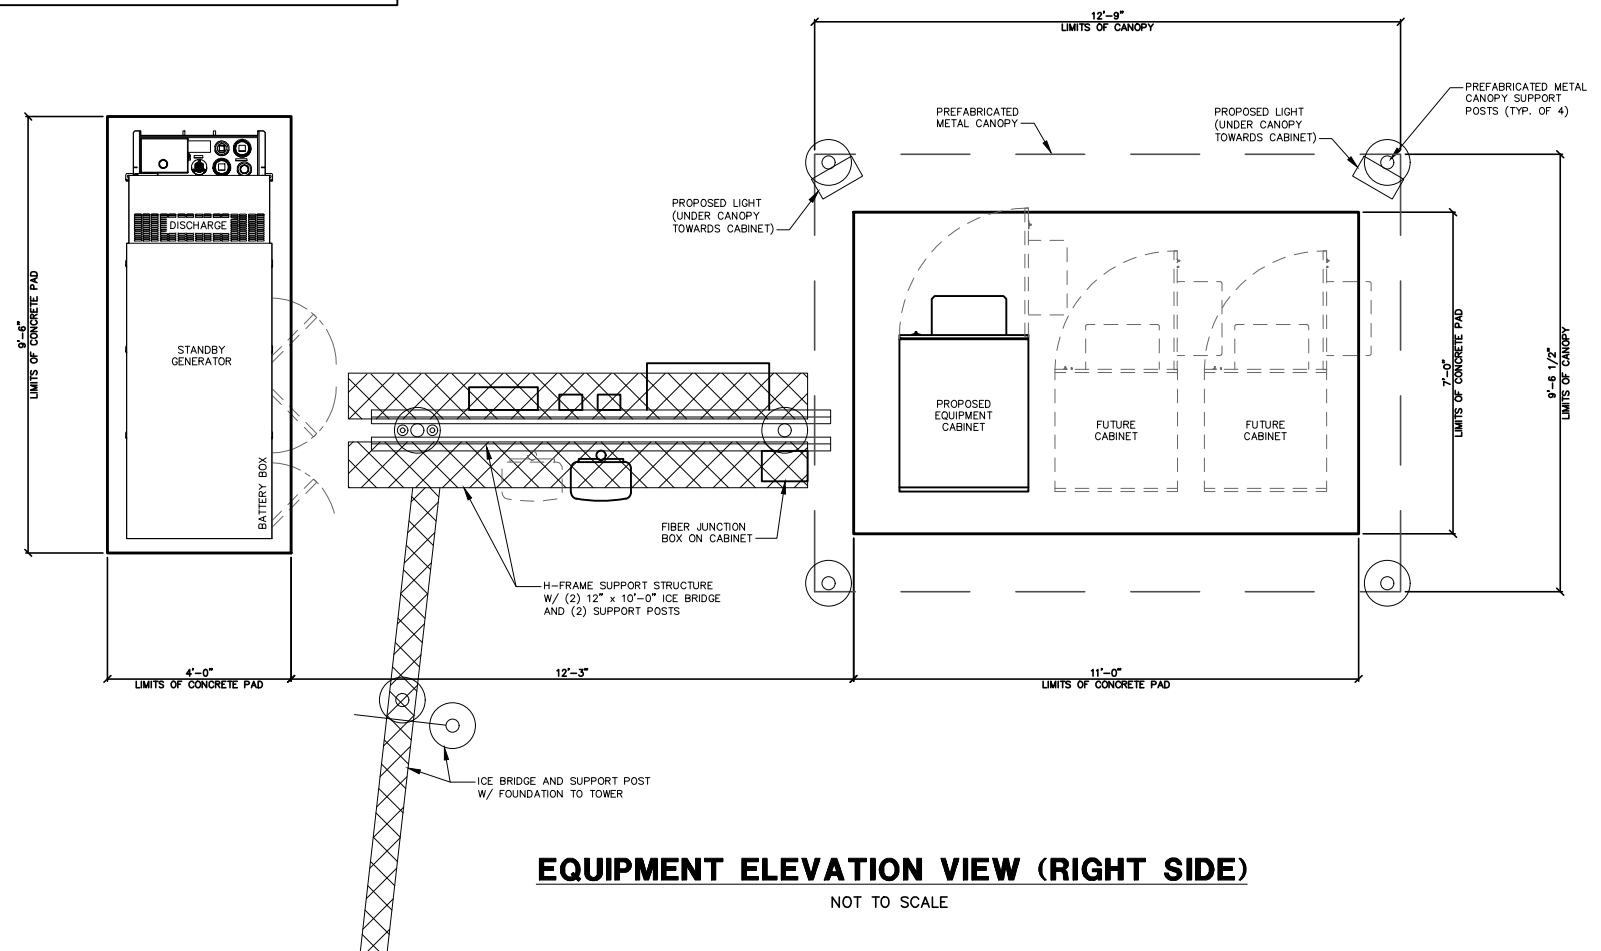 12'-9"
LIMITS OF CANOPY
PREFABRICATED METAL
CANOPY SUPPORT
POSTS (TYP. OF 4)
PREFABRICATED
METAL CANOPY
PROPOSED LIGHT
(UNDER CANOPY
TOWARDS CABINET)
PROPOSED LIGHT
(UNDER CANOPY
TOWARDS CABINET)
DISCHARGE
9'-6"
LIMITS OF CONCRETE PAD
STANDBY
GENERATOR
BATTERY BOX
PROPOSED
EQUIPMENT
CABINET
FUTURE
CABINET
FUTURE
CABINET
7'-0"
LIMITS OF CONCRETE PAD
9'-6 1/2"
LIMITS OF CANOPY
FIBER JUNCTION
BOX ON CABINET
H-FRAME SUPPORT STRUCTURE
W/ (2) 12" x 10'-0" ICE BRIDGE
AND (2) SUPPORT POSTS
4'-0"
LIMITS OF CONCRETE PAD
12'-3"
11'-0"
LIMITS OF CONCRETE PAD
ICE BRIDGE AND SUPPORT POST
W/ FOUNDATION TO TOWER
EQUIPMENT ELEVATION VIEW (RIGHT SIDE)
NOT TO SCALE